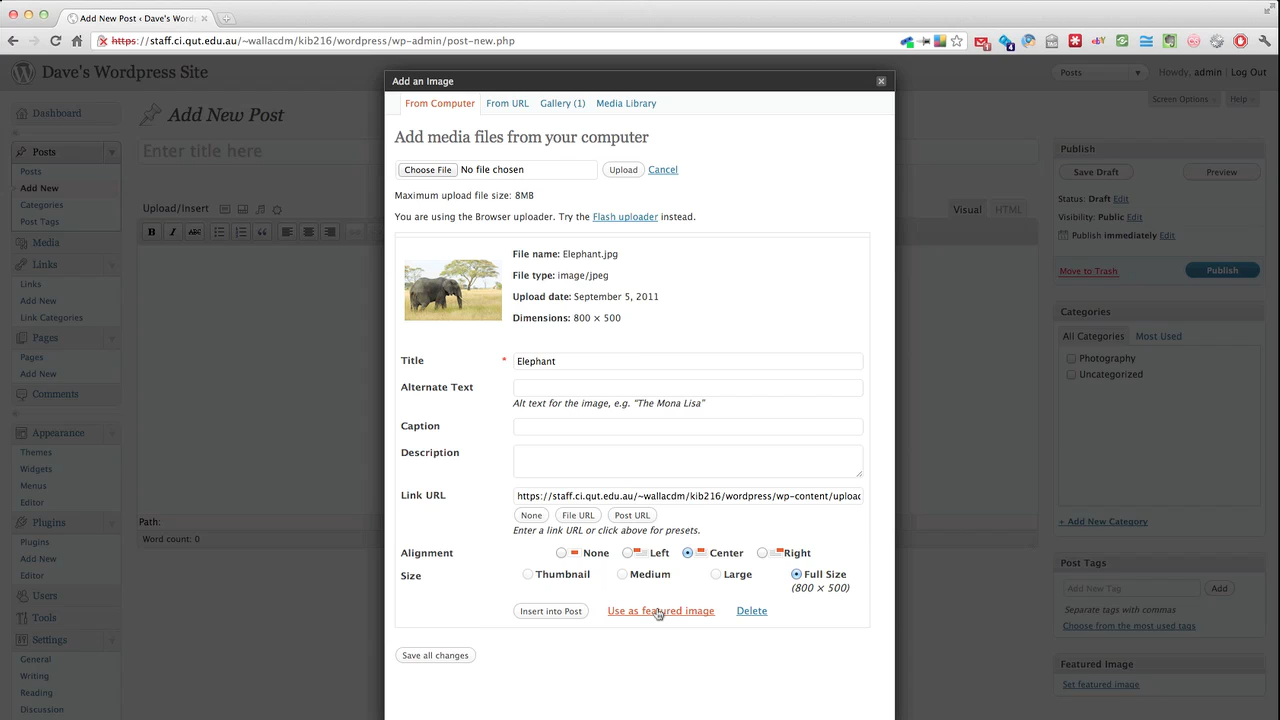 Add New Post ‹ Dave's Word
https://staff.ci.qut.edu.au/~wallacdm/kib216/wordpress/wp-admin/post-new.php
Dave's Wordpress Site
Posts
Howdy, admin | Log Out
Screen Options
Help
Dashboard
Posts
Posts
Add New
Categories
Post Tags
Media
Links
Links
Add New
Link Categories
Pages
Pages
Add New
Comments
Appearance
Themes
Widgets
Menus
Editor
Plugins
Plugins
Add New
Editor
Users
Tools
Settings
General
Writing
Reading
Discussion
Add New Post
Enter title here
Upload/Insert
Visual
HTML
B
I
ABC
Path:
Word count: 0
Add an Image
From Computer
From URL
Gallery (1)
Media Library
Add media files from your computer
Choose File No file chosen
Upload
Cancel
Maximum upload file size: 8MB
You are using the Browser uploader. Try the Flash uploader instead.
File name: Elephant.jpg
File type: image/jpeg
Upload date: September 5, 2011
Dimensions: 800 × 500
Title * Elephant
Alternate Text
Alt text for the image, e.g. “The Mona Lisa”
Caption
Description
Link URL https://staff.ci.qut.edu.au/~wallacdm/kib216/wordpress/wp-content/upload
None File URL Post URL
Enter a link URL or click above for presets.
Alignment None Left Center Right
Size Thumbnail Medium Large Full Size
(800 × 500)
Insert into Post Use as featured image Delete
Save all changes
Publish
Save Draft
Preview
Status: Draft Edit
Visibility: Public Edit
Publish immediately Edit
Move to Trash
Publish
Categories
All Categories
Most Used
Photography
Uncategorized
+ Add New Category
Post Tags
Add New Tag
Add
Separate tags with commas
Choose from the most used tags
Featured Image
Set featured image